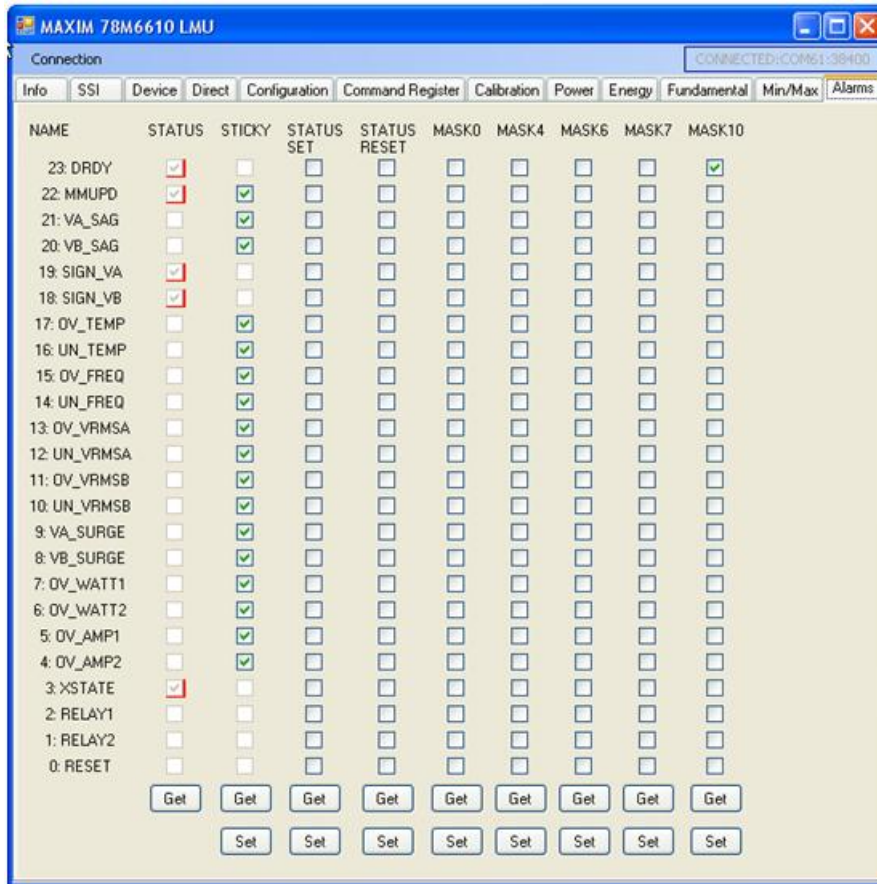 MAXIM 78M6610 LMU
Connection CONNECTED:COM61:38400
Info SSI Device Direct Configuration Command Register Calibration Power Energy Fundamental Min/Max Alarms
NAME STATUS STICKY STATUS SET STATUS RESET MASK0 MASK4 MASK6 MASK7 MASK10
23: DRDY
22: MMUPD
21: VA_SAG
20: VB_SAG
19: SIGN_VA
18: SIGN_VB
17: OV_TEMP
16: UN_TEMP
15: OV_FREQ
14: UN_FREQ
13: OV_VRMSA
12: UN_VRMSA
11: OV_VRMSB
10: UN_VRMSB
9: VA_SURGE
8: VB_SURGE
7: OV_WATT1
6: OV_WATT2
5: OV_AMP1
4: OV_AMP2
3: XSTATE
2: RELAY1
1: RELAY2
0: RESET
Get Get Get Get Get Get Get Get Get
Set Set Set Set Set Set Set Set